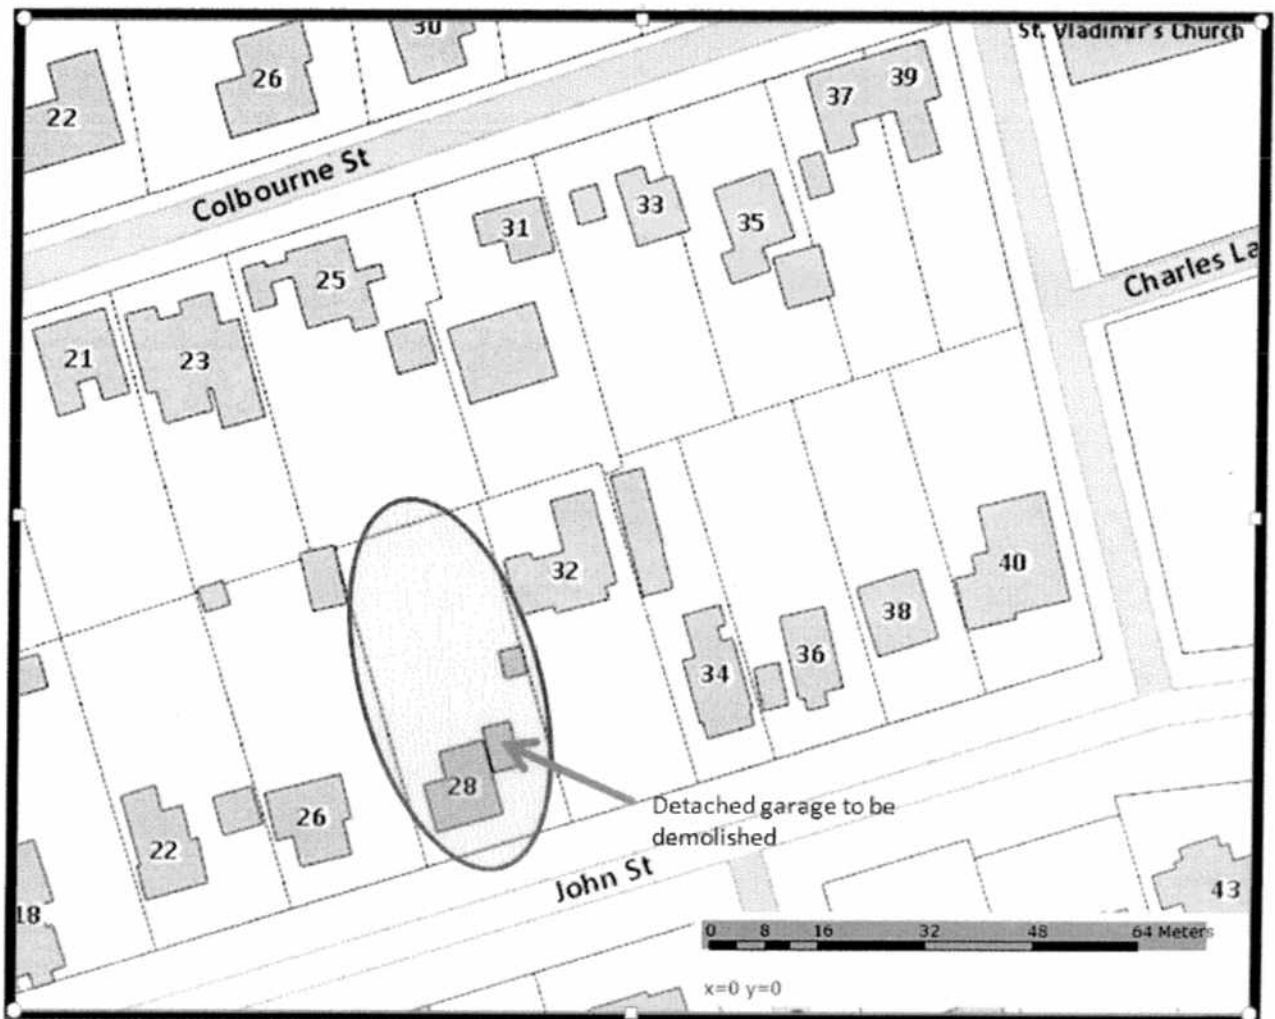 30
St. Vladimir's Church
26
39
37
22
Colbourne St
33
31
35
25
Charles La
21
23
32
40
38
36
34
28
Detached garage to be
demolished
26
22
John St
43
18
0 8 16 32 48 64 Meters
x=0 y=0